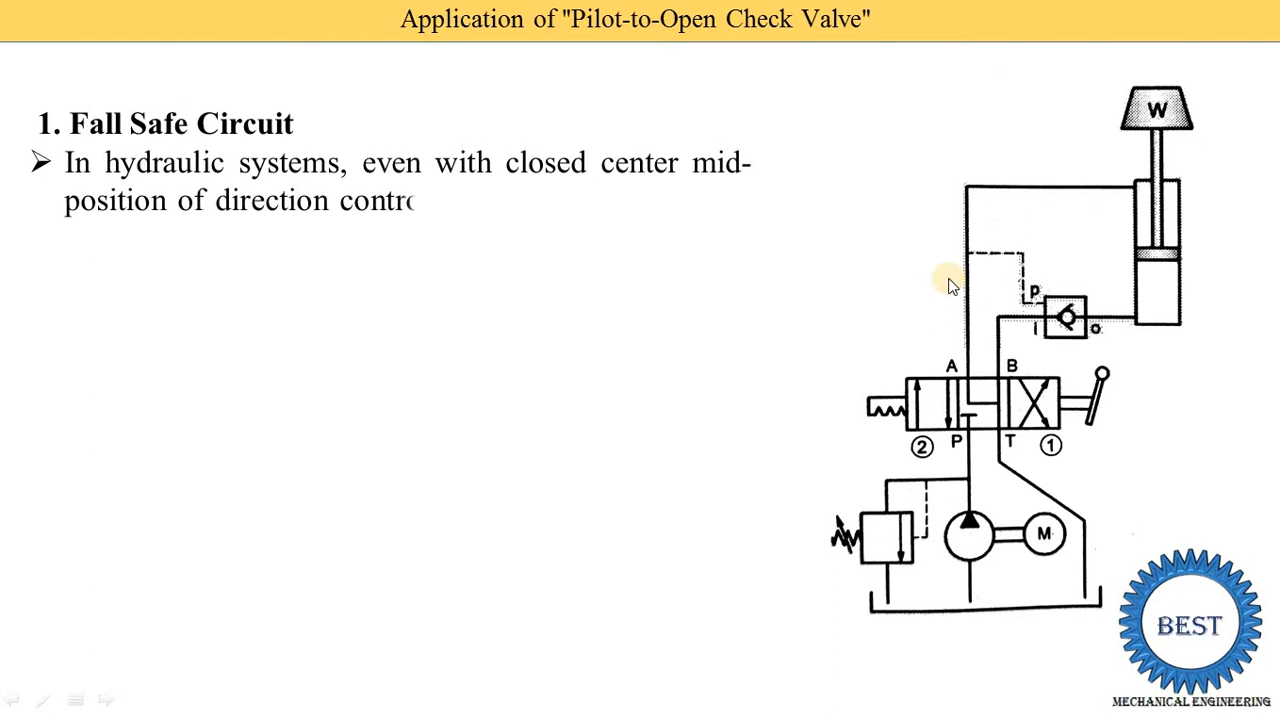 Application of "Pilot-to-Open Check Valve"
1. Fall Safe Circuit
➢ In hydraulic systems, even with closed center mid-
position of direction contro
W
p
I
o
A
B
2
P
T
1
M
BEST
MECHANICAL ENGINEERING